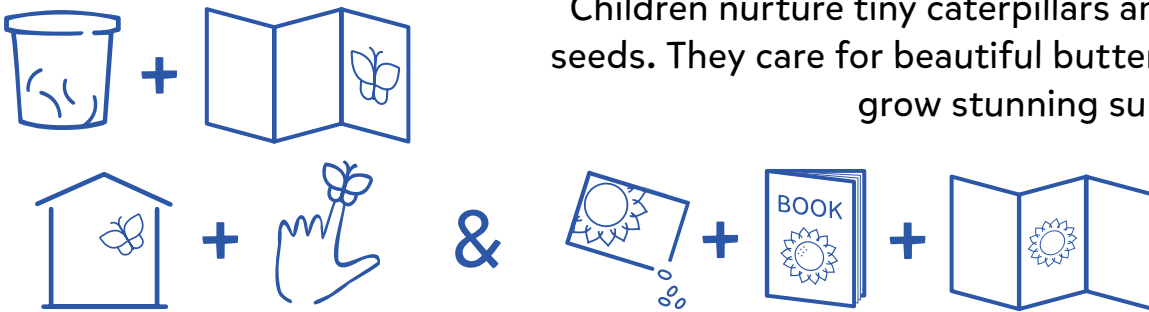 Children nurture tiny caterpillars an
seeds. They care for beautiful butter
grow stunning su
+
+ & + BOOK +